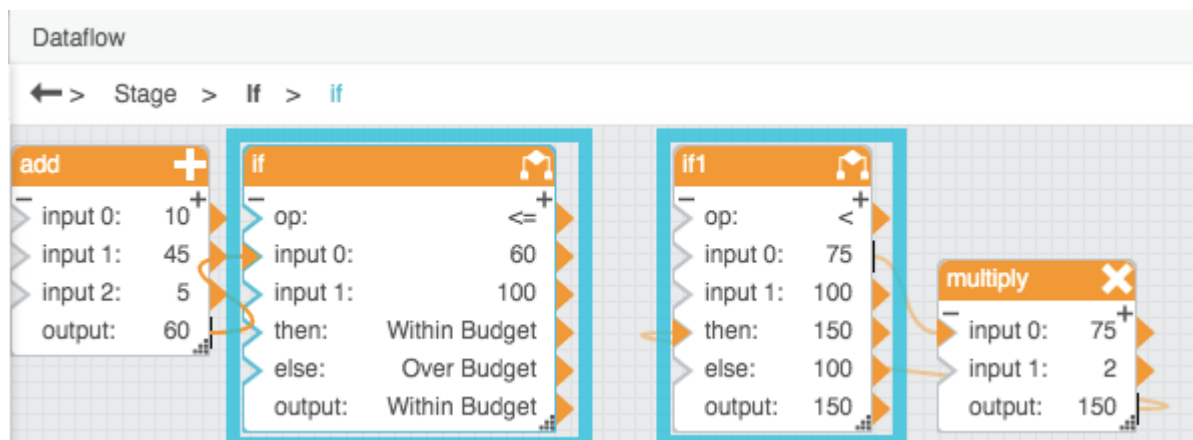 Dataflow
← > Stage > If > if
add
input 0: 10
input 1: 45
input 2: 5
output: 60
if
op: <=
input 0: 60
input 1: 100
then: Within Budget
else: Over Budget
output: Within Budget
if1
op: <
input 0: 75
input 1: 100
then: 150
else: 100
output: 150
multiply
input 0: 75
input 1: 2
output: 150